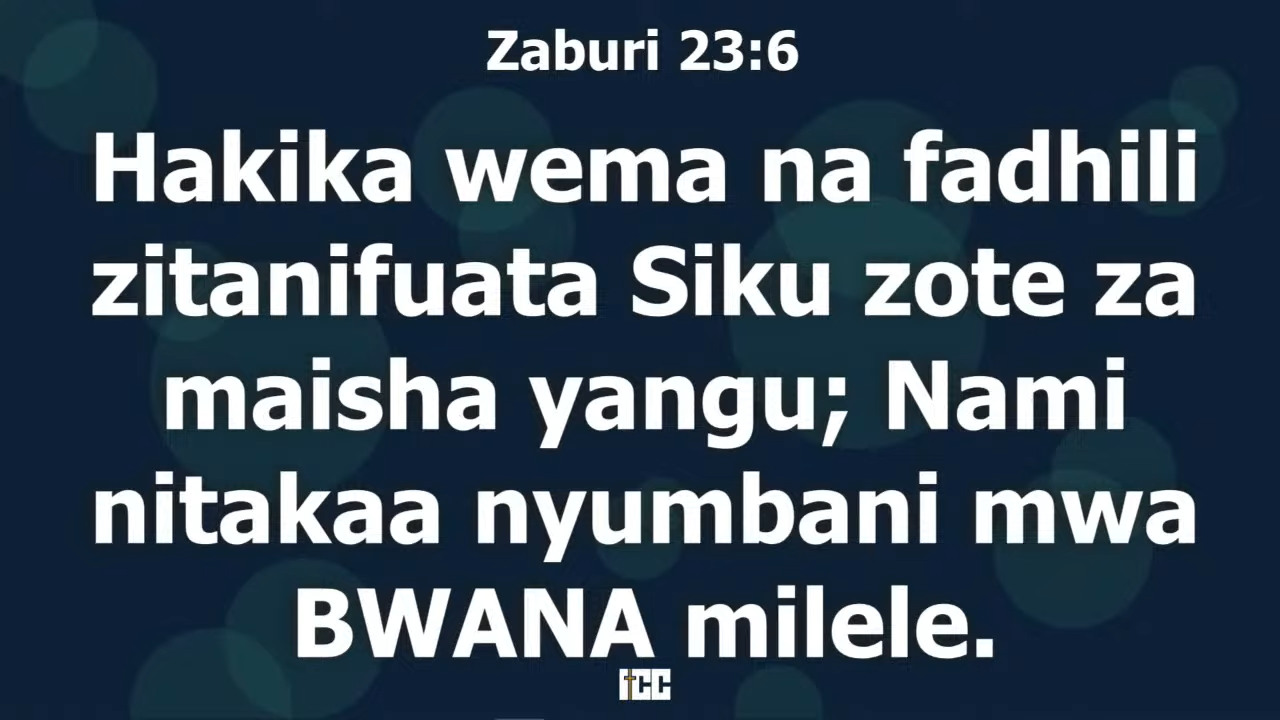 Zaburi 23:6
Hakika wema na fadhili
zitanifuata Siku zote za
maisha yangu; Nami
nitakaa nyumbani mwa
BWANA milele.
ITCC